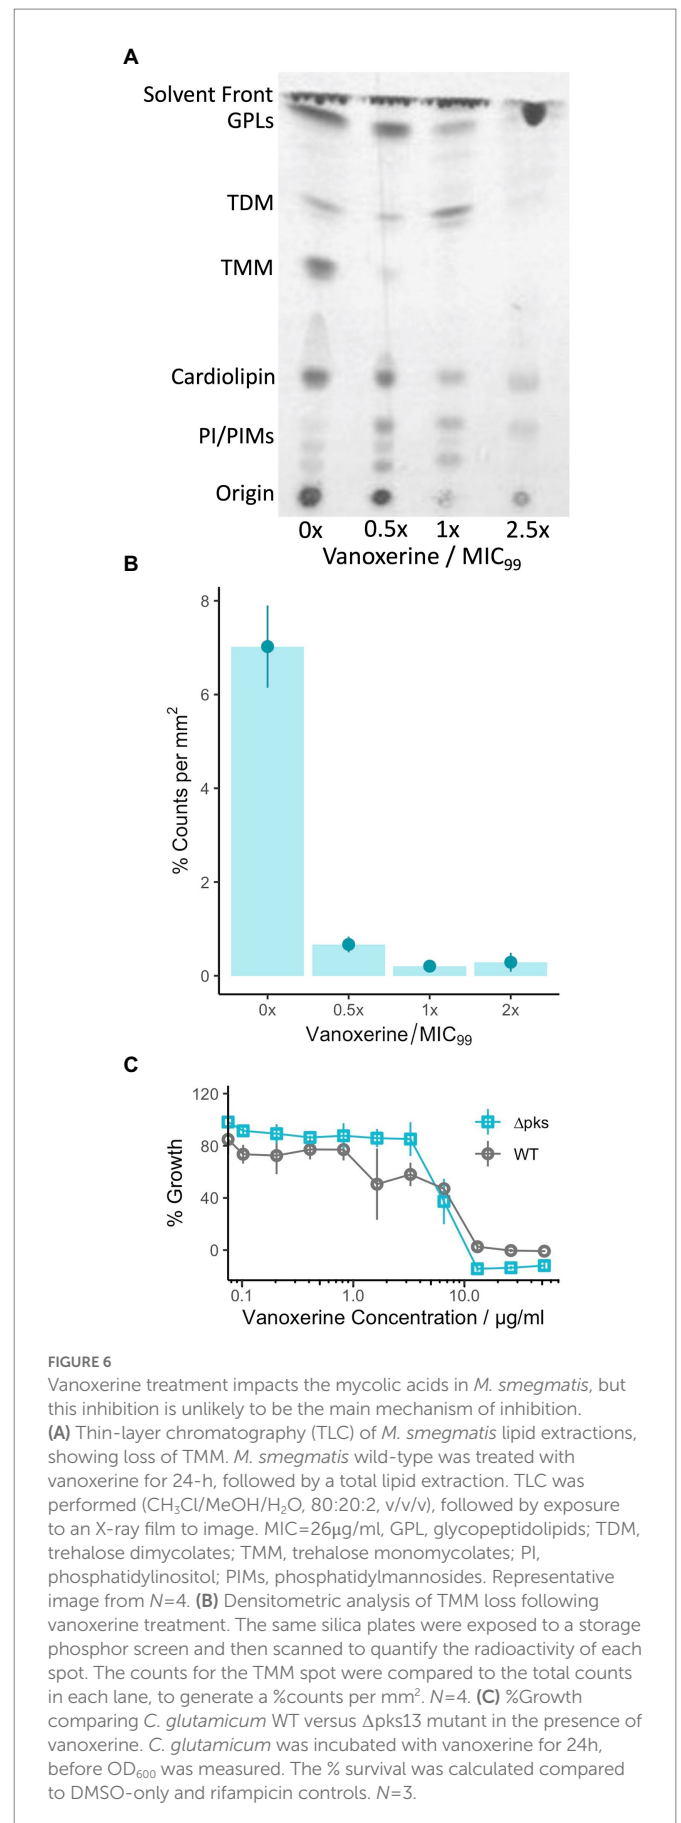 A
Solvent Front
GPLs
TDM
TMM
Cardiolipin
PI/PIMs
Origin
0x 0.5x 1x 2.5x
Vanoxerine / MIC₉₉
B
8
6
4
2
0
% Counts per mm²
0x 0.5x 1x 2x
Vanoxerine/MIC₉₉
C
120
80
40
0
% Growth
Δpks
WT
0.1 1.0 10.0
Vanoxerine Concentration / µg/ml
FIGURE 6
Vanoxerine treatment impacts the mycolic acids in M. smegmatis, but
this inhibition is unlikely to be the main mechanism of inhibition.
(A) Thin-layer chromatography (TLC) of M. smegmatis lipid extractions,
showing loss of TMM. M. smegmatis wild-type was treated with
vanoxerine for 24-h, followed by a total lipid extraction. TLC was
performed (CH₃Cl/MeOH/H₂O, 80:20:2, v/v/v), followed by exposure
to an X-ray film to image. MIC=26µg/ml, GPL, glycopeptidolipids; TDM,
trehalose dimycolates; TMM, trehalose monomycolates; PI,
phosphatidylinositol; PIMs, phosphatidylmannosides. Representative
image from N=4. (B) Densitometric analysis of TMM loss following
vanoxerine treatment. The same silica plates were exposed to a storage
phosphor screen and then scanned to quantify the radioactivity of each
spot. The counts for the TMM spot were compared to the total counts
in each lane, to generate a %counts per mm². N=4. (C) %Growth
comparing C. glutamicum WT versus Δpks13 mutant in the presence of
vanoxerine. C. glutamicum was incubated with vanoxerine for 24h,
before OD₆₀₀ was measured. The % survival was calculated compared
to DMSO-only and rifampicin controls. N=3.